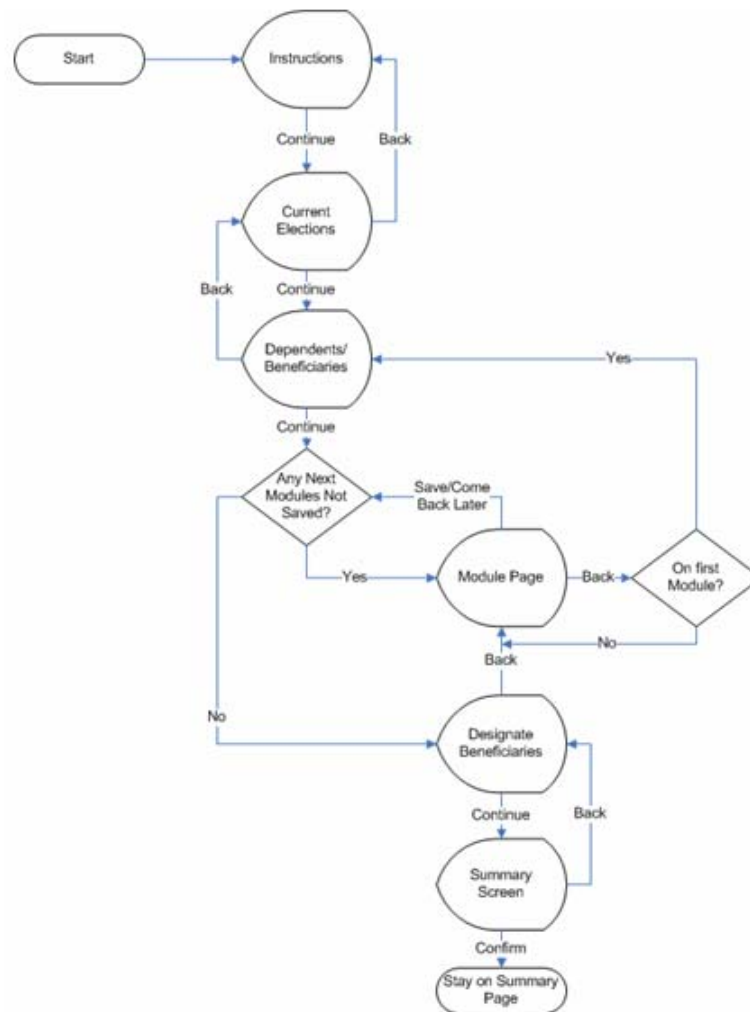 Start
Instructions
Continue
Back
Current
Elections
Back
Continue
Dependents/
Beneficiaries
Yes
Continue
Any Next
Modules Not
Saved?
Save/Come
Back Later
Yes
Module Page
Back
On first
Module?
No
Back
No
Designate
Beneficiaries
Continue
Back
Summary
Screen
Confirm
Stay on Summary
Page